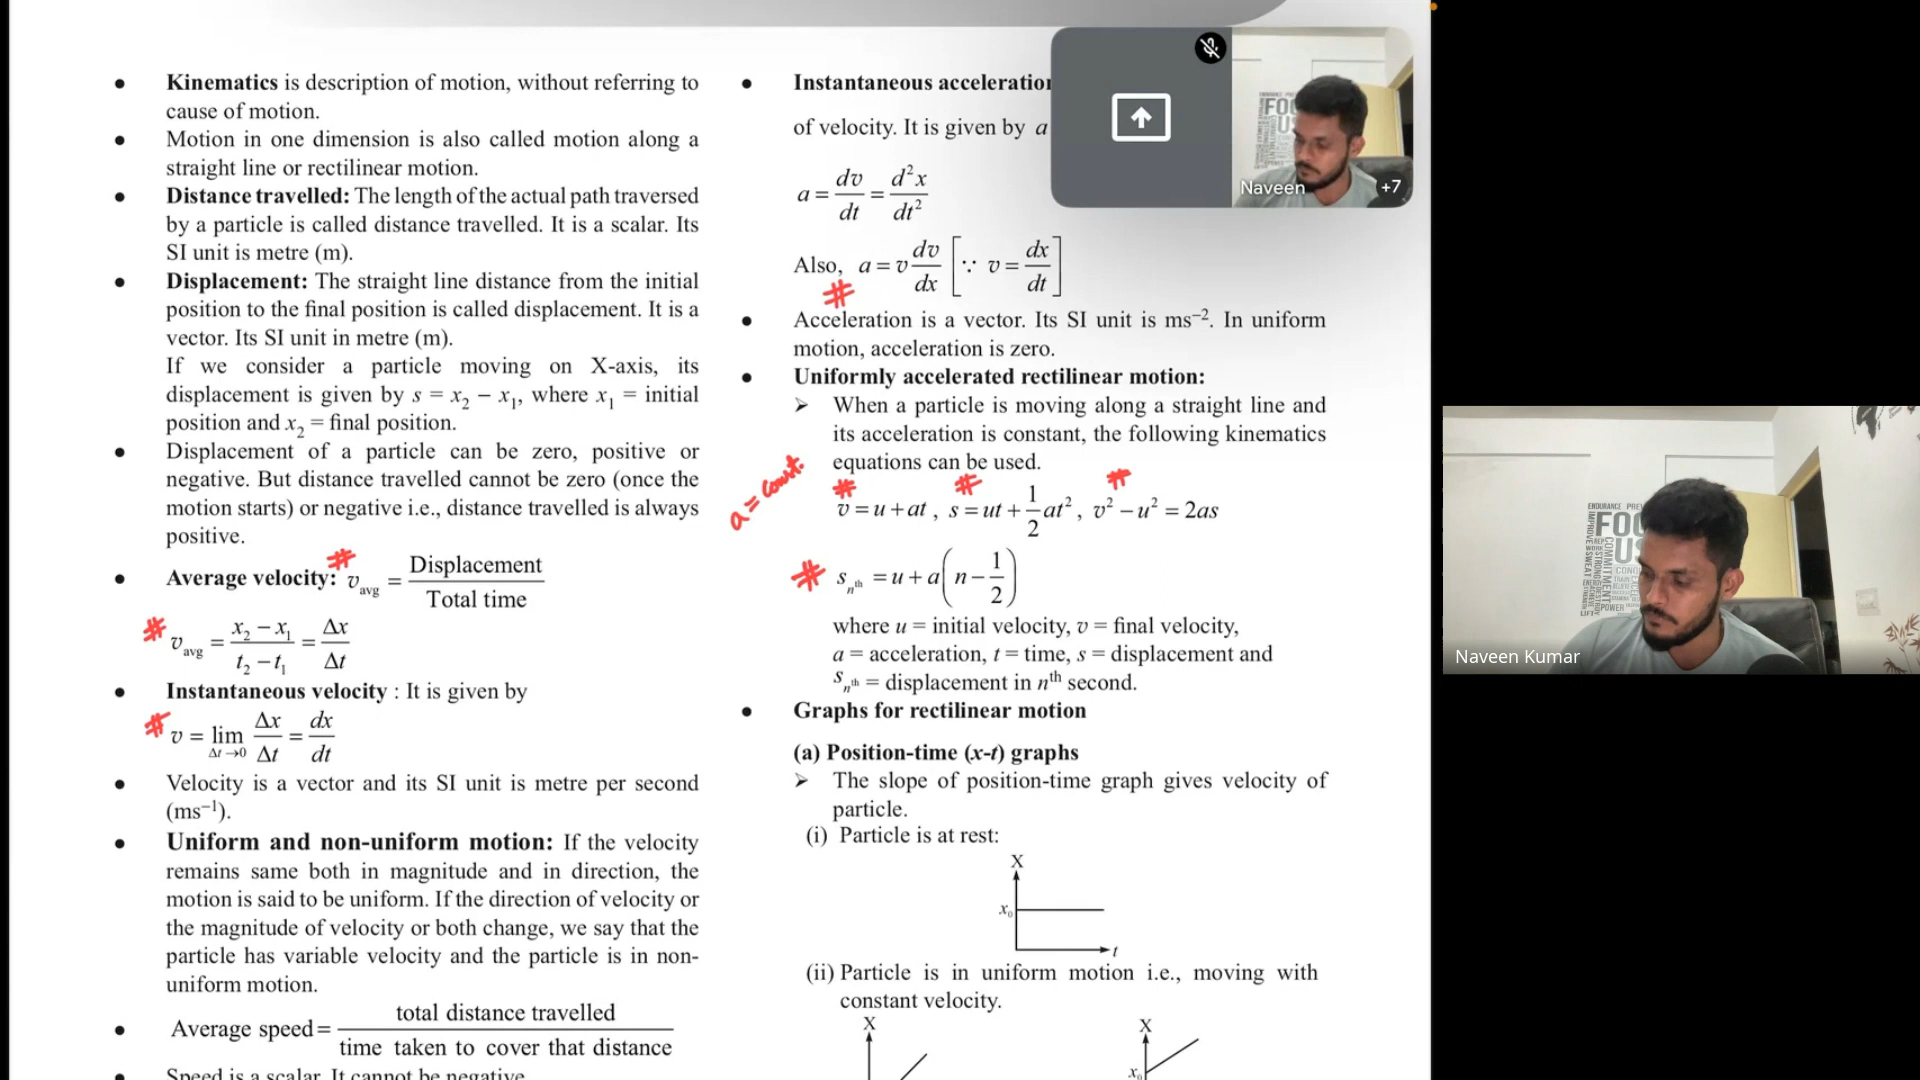 • Kinematics is description of motion, without referring to
cause of motion.
• Motion in one dimension is also called motion along a
straight line or rectilinear motion.
• Distance travelled: The length of the actual path traversed
by a particle is called distance travelled. It is a scalar. Its
SI unit is metre (m).
• Displacement: The straight line distance from the initial
position to the final position is called displacement. It is a
vector. Its SI unit in metre (m).
If we consider a particle moving on X-axis, its
displacement is given by s = x₂ − x₁, where x₁ = initial
position and x₂ = final position.
• Displacement of a particle can be zero, positive or
negative. But distance travelled cannot be zero (once the
motion starts) or negative i.e., distance travelled is always
positive.
#
• Average velocity: v_avg = Displacement / Total time
# v_avg = (x₂ − x₁) / (t₂ − t₁) = Δx / Δt
• Instantaneous velocity : It is given by
# v = lim Δt→0 Δx / Δt = dx / dt
• Velocity is a vector and its SI unit is metre per second
(ms⁻¹).
• Uniform and non-uniform motion: If the velocity
remains same both in magnitude and in direction, the
motion is said to be uniform. If the direction of velocity or
the magnitude of velocity or both change, we say that the
particle has variable velocity and the particle is in non-
uniform motion.
• Average speed = total distance travelled / time taken to cover that distance
• Speed is a scalar. It cannot be negative
• Instantaneous acceleration
of velocity. It is given by a
a = dv / dt = d²x / dt²
Also, a = v dv / dx [∵ v = dx / dt]
#
• Acceleration is a vector. Its SI unit is ms⁻². In uniform
motion, acceleration is zero.
• Uniformly accelerated rectilinear motion:
➢ When a particle is moving along a straight line and
its acceleration is constant, the following kinematics
equations can be used.
a = const.
# # #
v = u + at , s = ut + 1/2 at² , v² − u² = 2as
# s_nth = u + a(n − 1/2)
where u = initial velocity, v = final velocity,
a = acceleration, t = time, s = displacement and
s_nth = displacement in nth second.
• Graphs for rectilinear motion
(a) Position-time (x-t) graphs
➢ The slope of position-time graph gives velocity of
particle.
(i) Particle is at rest:
X
x₀
t
(ii) Particle is in uniform motion i.e., moving with
constant velocity.
X
X
x₀
Naveen
+7
FOCUS
ENDURANCE
POWER
Naveen Kumar